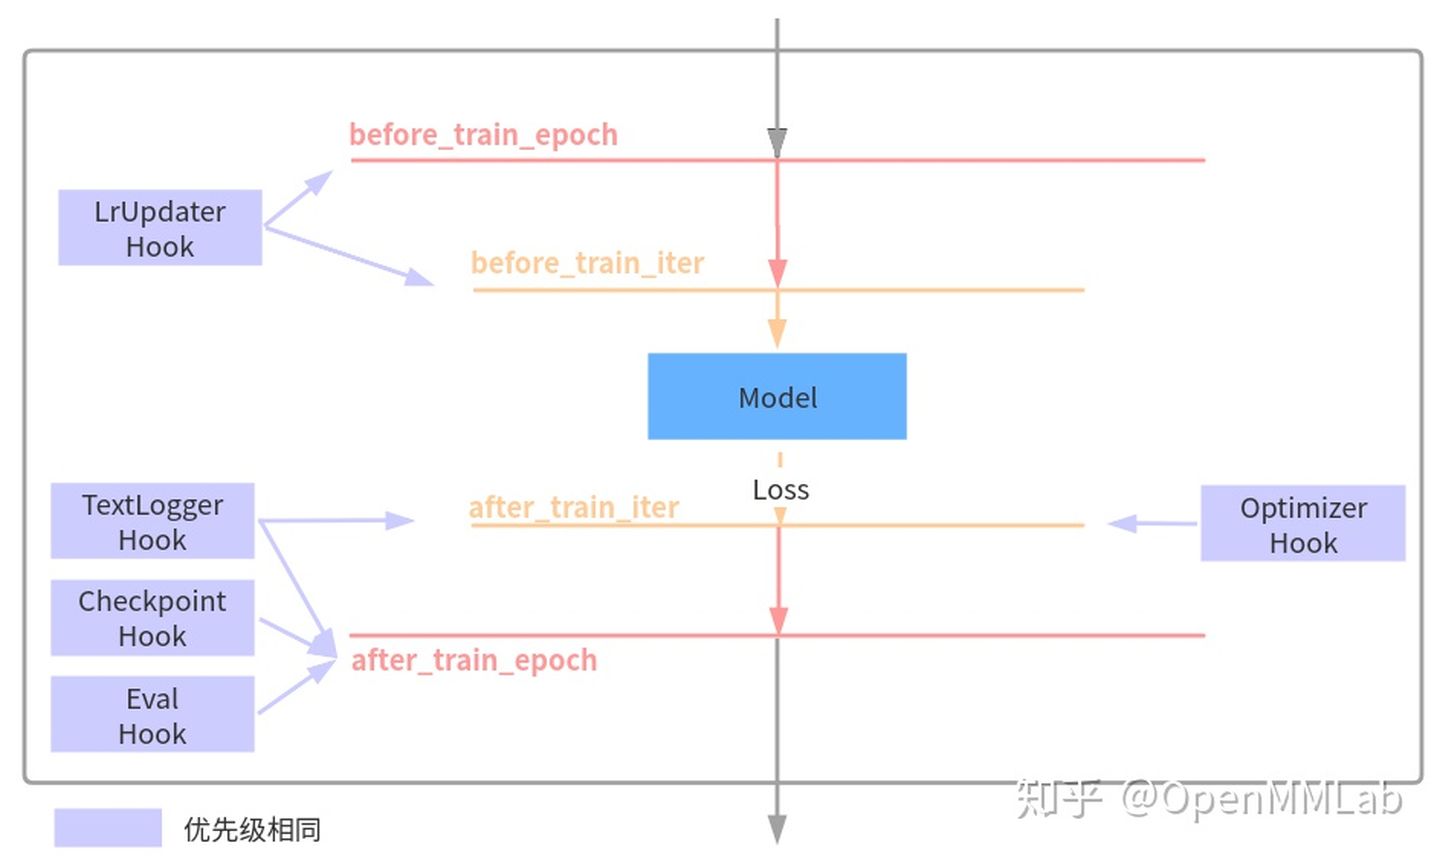 before_train_epoch
LrUpdater
Hook
before_train_iter
Model
Loss
TextLogger
Hook
after_train_iter
Optimizer
Hook
Checkpoint
Hook
after_train_epoch
Eval
Hook
知乎 @OpenMMLab
优先级相同